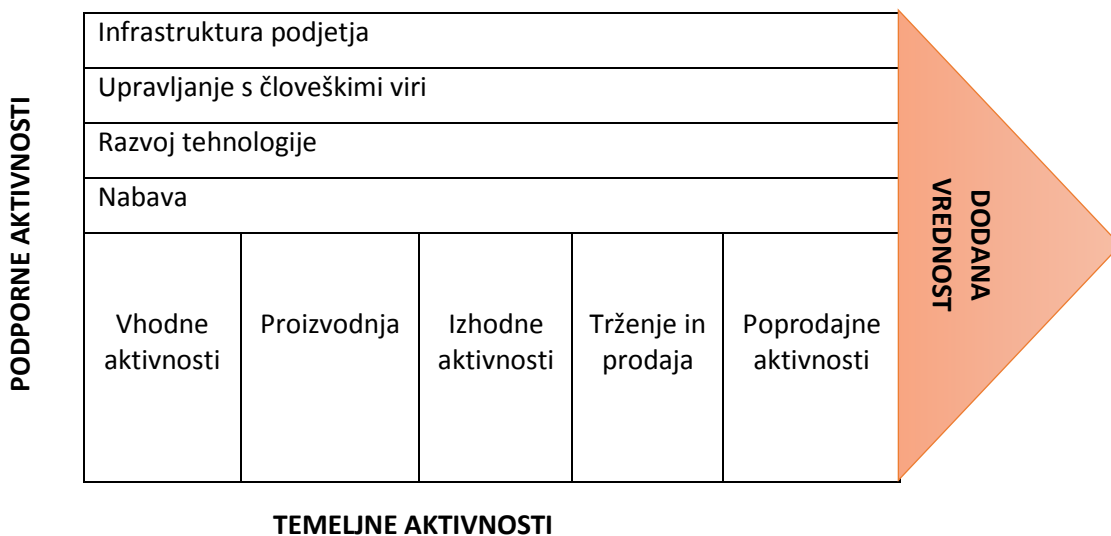 PODPORNE AKTIVNOSTI
Infrastruktura podjetja
Upravljanje s človeškimi viri
Razvoj tehnologije
Nabava
Vhodne
aktivnosti
Proizvodnja
Izhodne
aktivnosti
Trženje in
prodaja
Poprodajne
aktivnosti
DODANA
VREDNOST
TEMELJNE AKTIVNOSTI